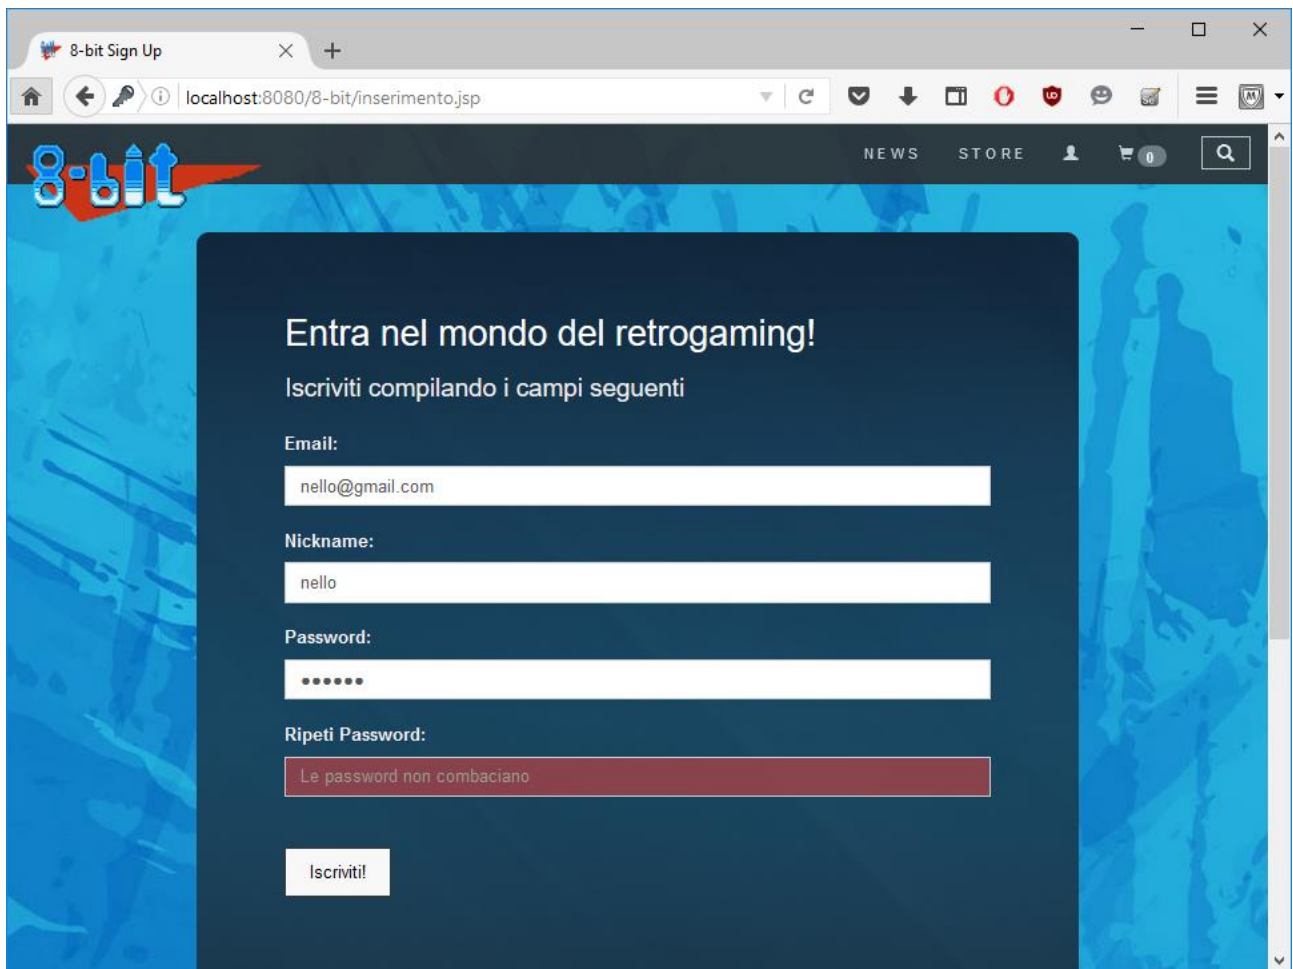 8-bit Sign Up
localhost:8080/8-bit/inserimento.jsp
8-bit
NEWS STORE 0
Entra nel mondo del retrogaming!
Iscriviti compilando i campi seguenti
Email:
nello@gmail.com
Nickname:
nello
Password:
••••••
Ripeti Password:
Le password non combaciano
Iscriviti!